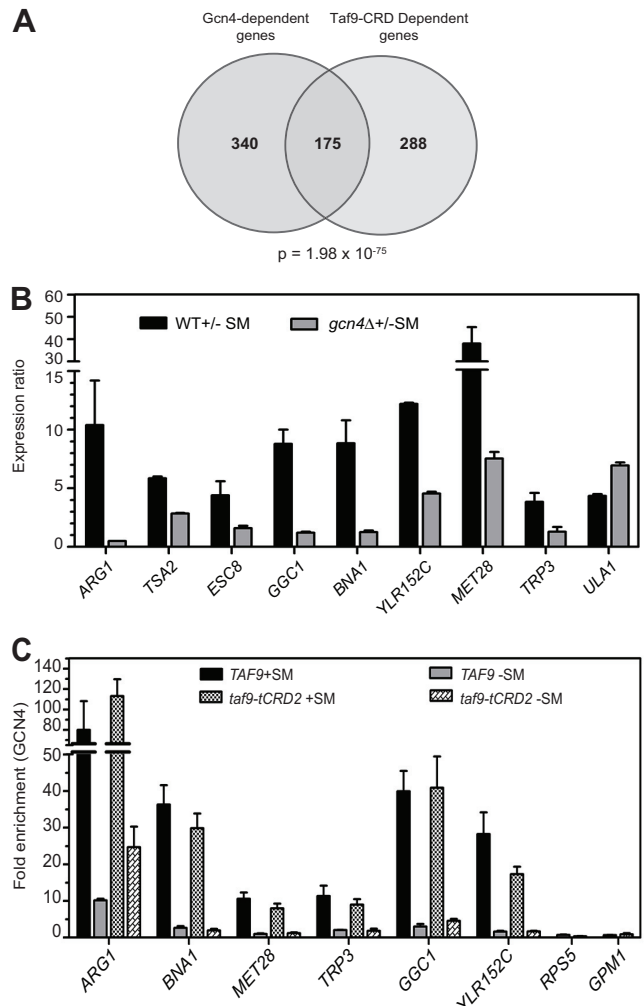 A
Gcn4-dependent genes
Taf9-CRD Dependent genes
340 175 288
p = 1.98 x 10-75
B
Expression ratio
60
50
40
30
15
10
5
0
WT+/- SM
gcn4Δ+/-SM
ARG1 TSA2 ESC8 GGC1 BNA1 YLR152C MET28 TRP3 ULA1
C
Fold enrichment (GCN4)
140
120
100
80
50
40
30
20
10
0
TAF9+SM
TAF9 -SM
taf9-tCRD2 +SM
taf9-tCRD2 -SM
ARG1 BNA1 MET28 TRP3 GGC1 YLR152C RPS5 GPM1